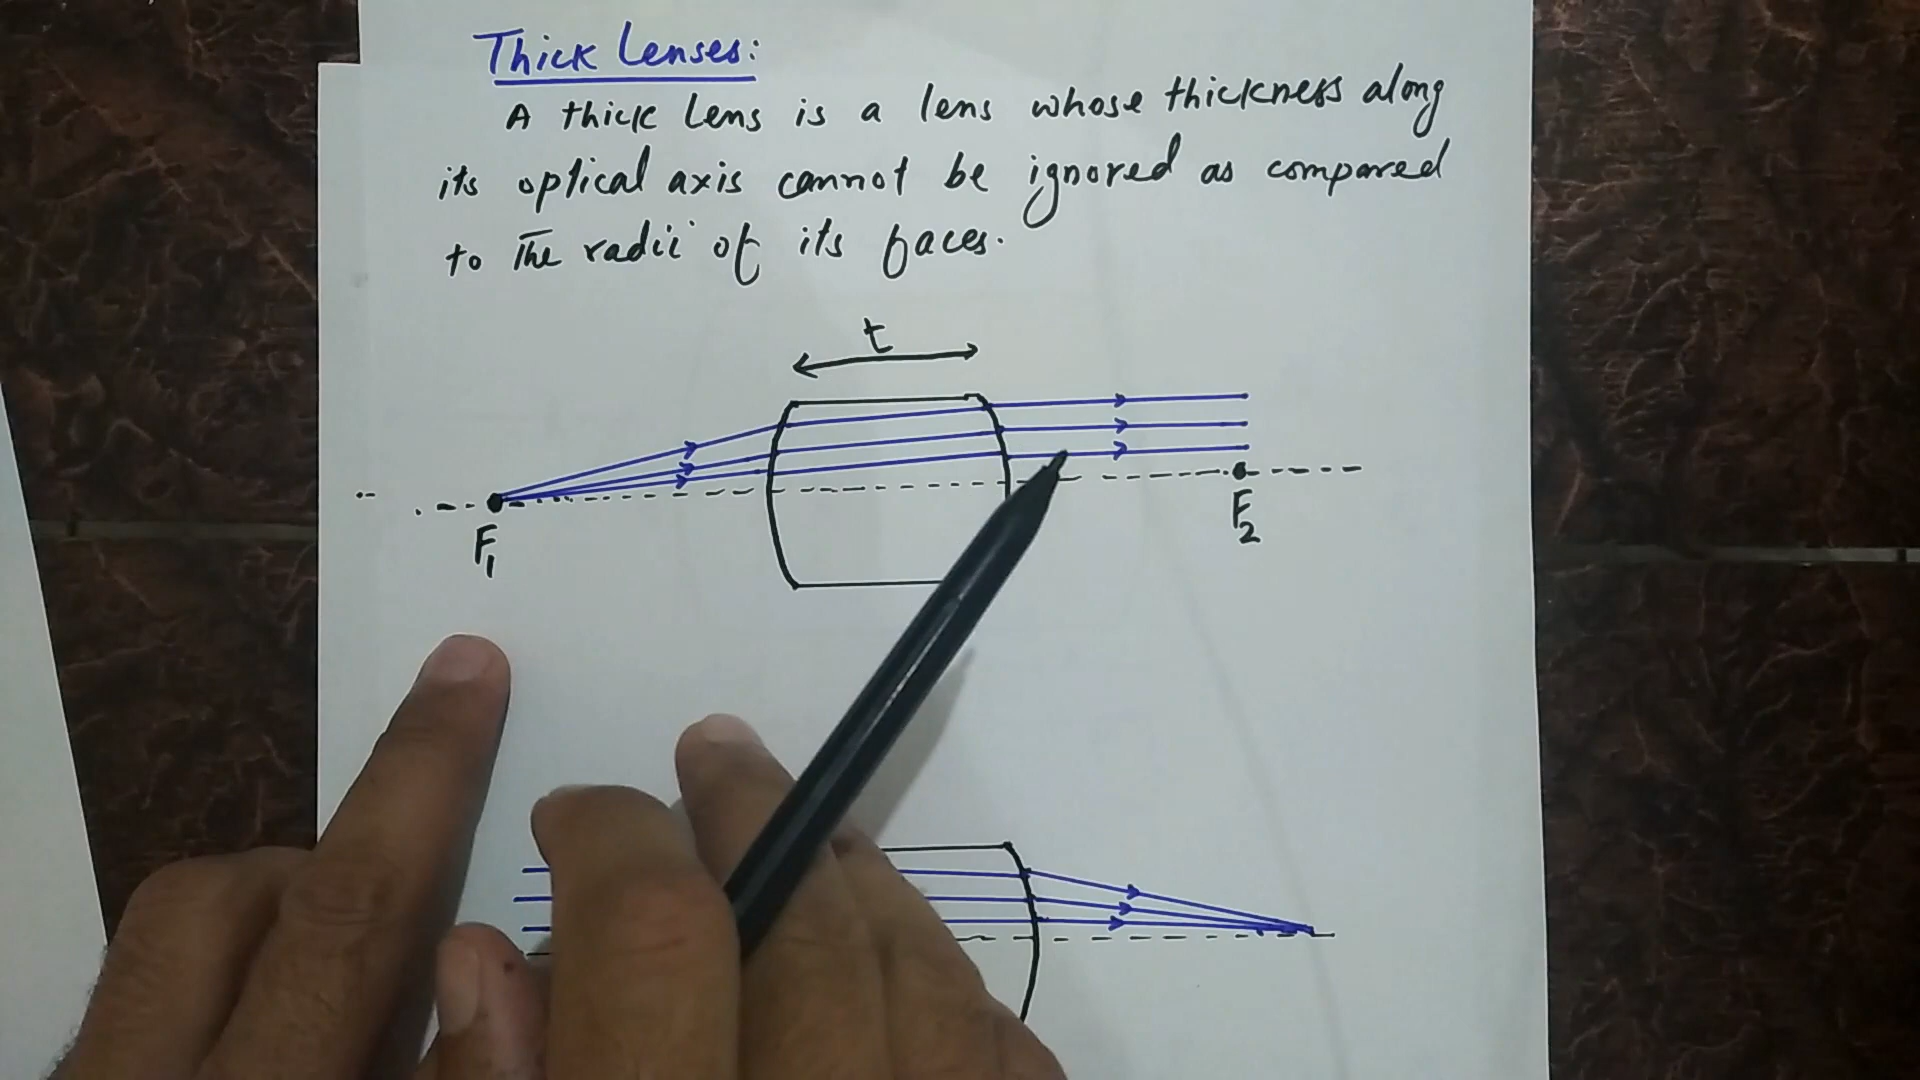 Thick Lenses:
A thick Lens is a lens whose thickness along
its optical axis cannot be ignored as compared
to the radii of its faces.
t
F1
F2